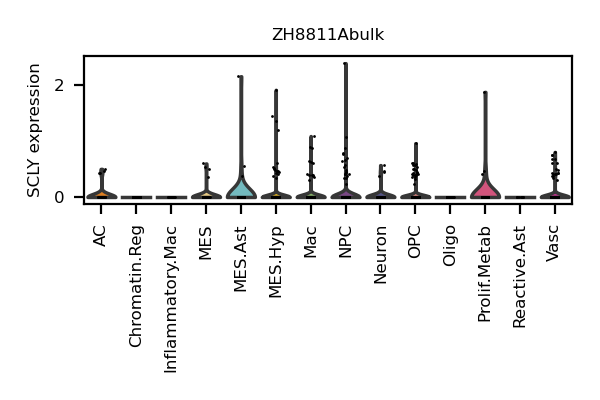 ZH8811Abulk
SCLY expression
2
0
AC
Chromatin.Reg
Inflammatory.Mac
MES
MES.Ast
MES.Hyp
Mac
NPC
Neuron
OPC
Oligo
Prolif.Metab
Reactive.Ast
Vasc